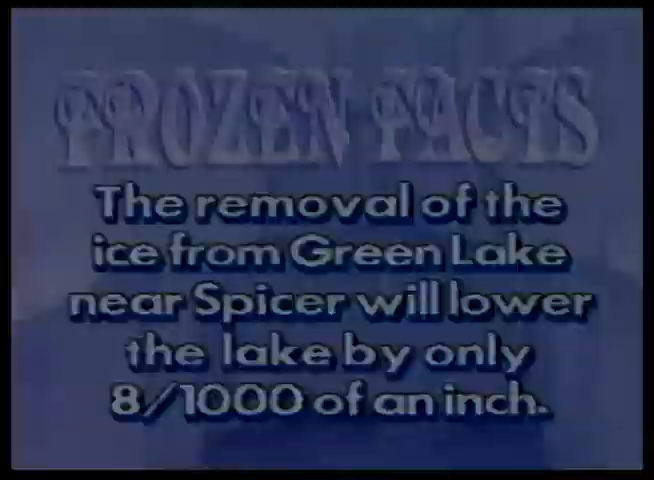 FROZEN FACTS
The removal of the
ice from Green Lake
near Spicer will lower
the lake by only
8/1000 of an inch.